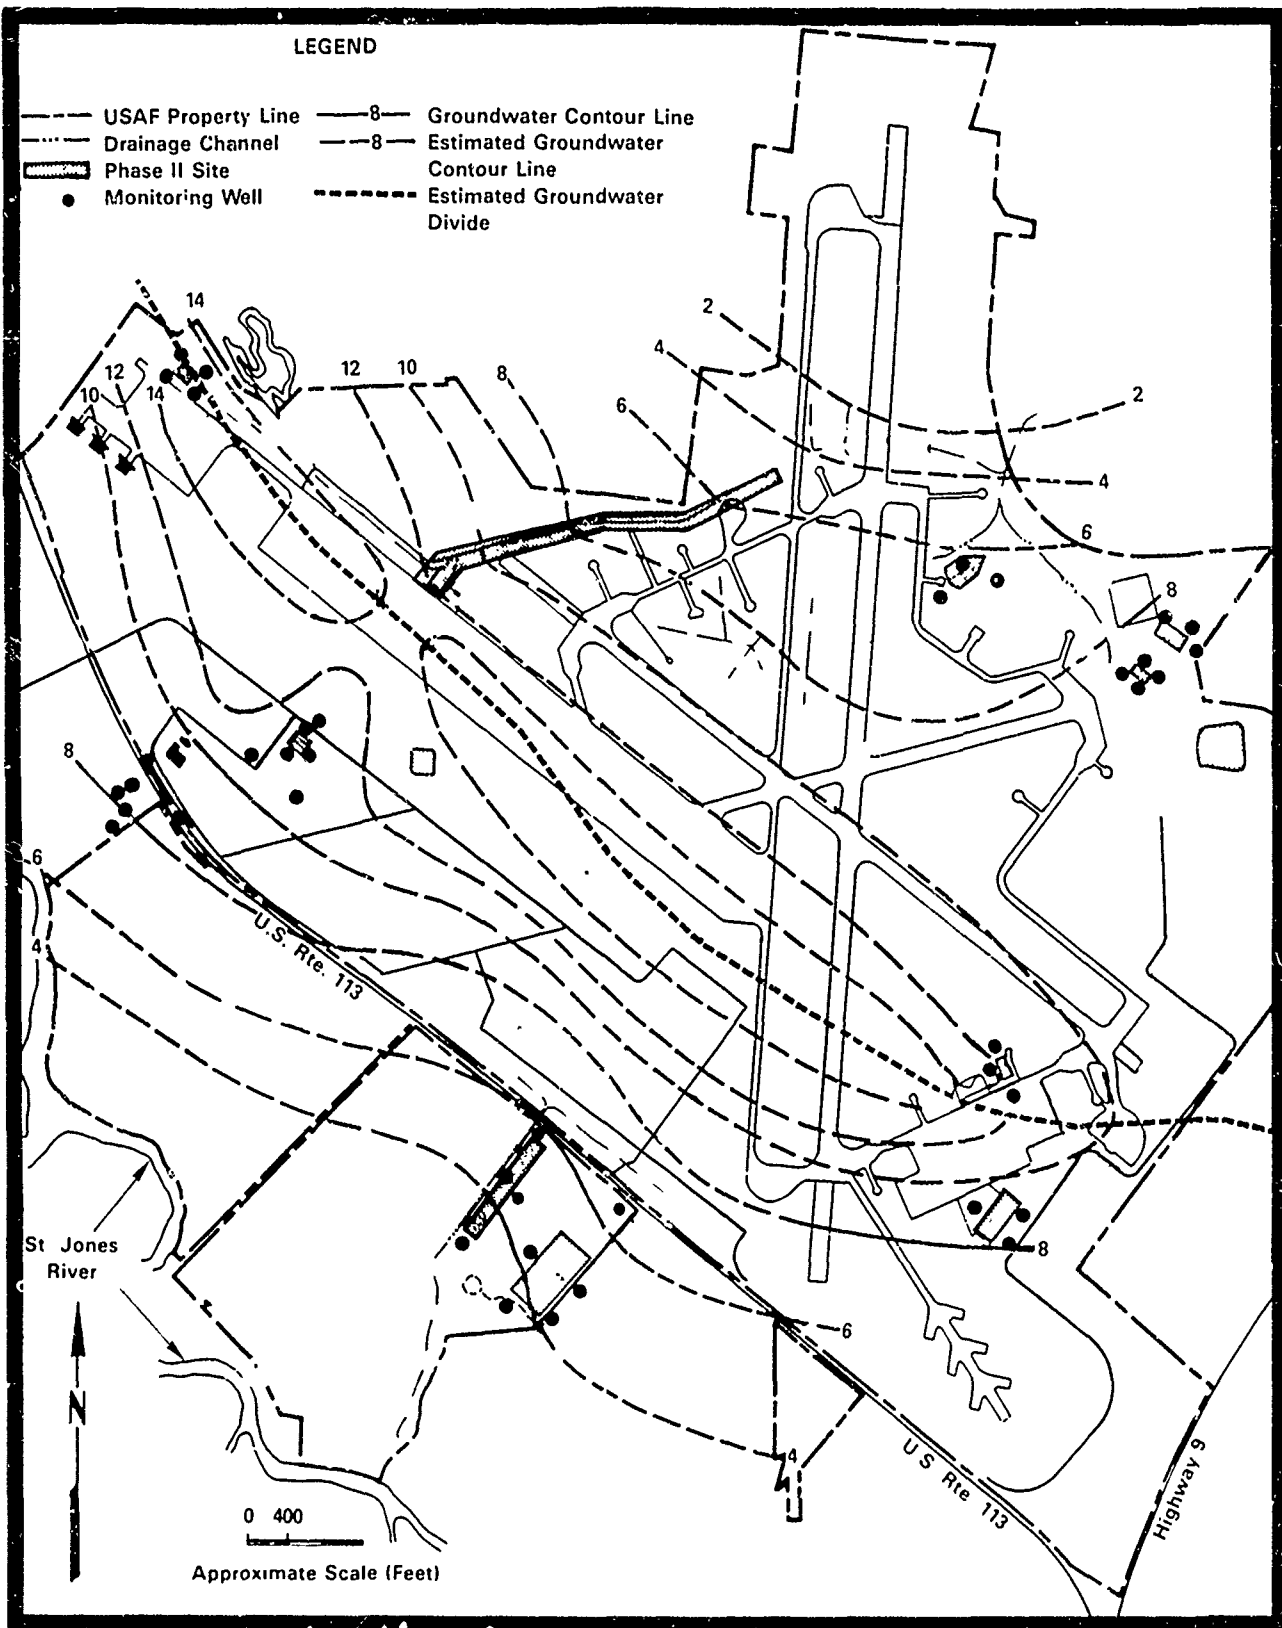 LEGEND
USAF Property Line
Drainage Channel
Phase II Site
Monitoring Well
8 Groundwater Contour Line
8 Estimated Groundwater
Contour Line
Estimated Groundwater
Divide
14
2
4
12
10
8
12
10
14
6
2
4
6
8
8
6
4
U.S. Rte. 113
St Jones
River
8
6
4
N
0 400
Approximate Scale (Feet)
U S Rte 113
Highway 9